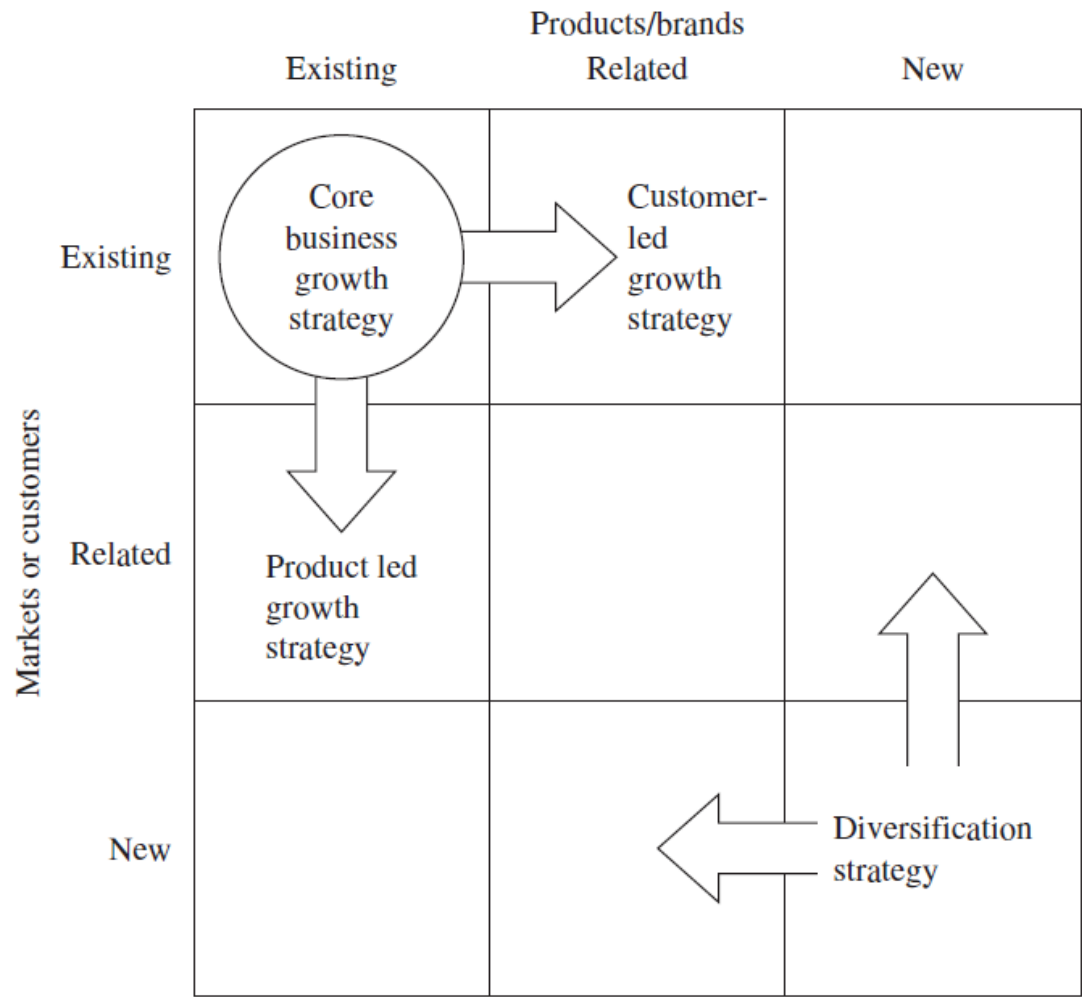 Products/brands
Existing
Related
New
Markets or customers
Existing
Core
business
growth
strategy
Customer-
led
growth
strategy
Related
Product led
growth
strategy
New
Diversification
strategy